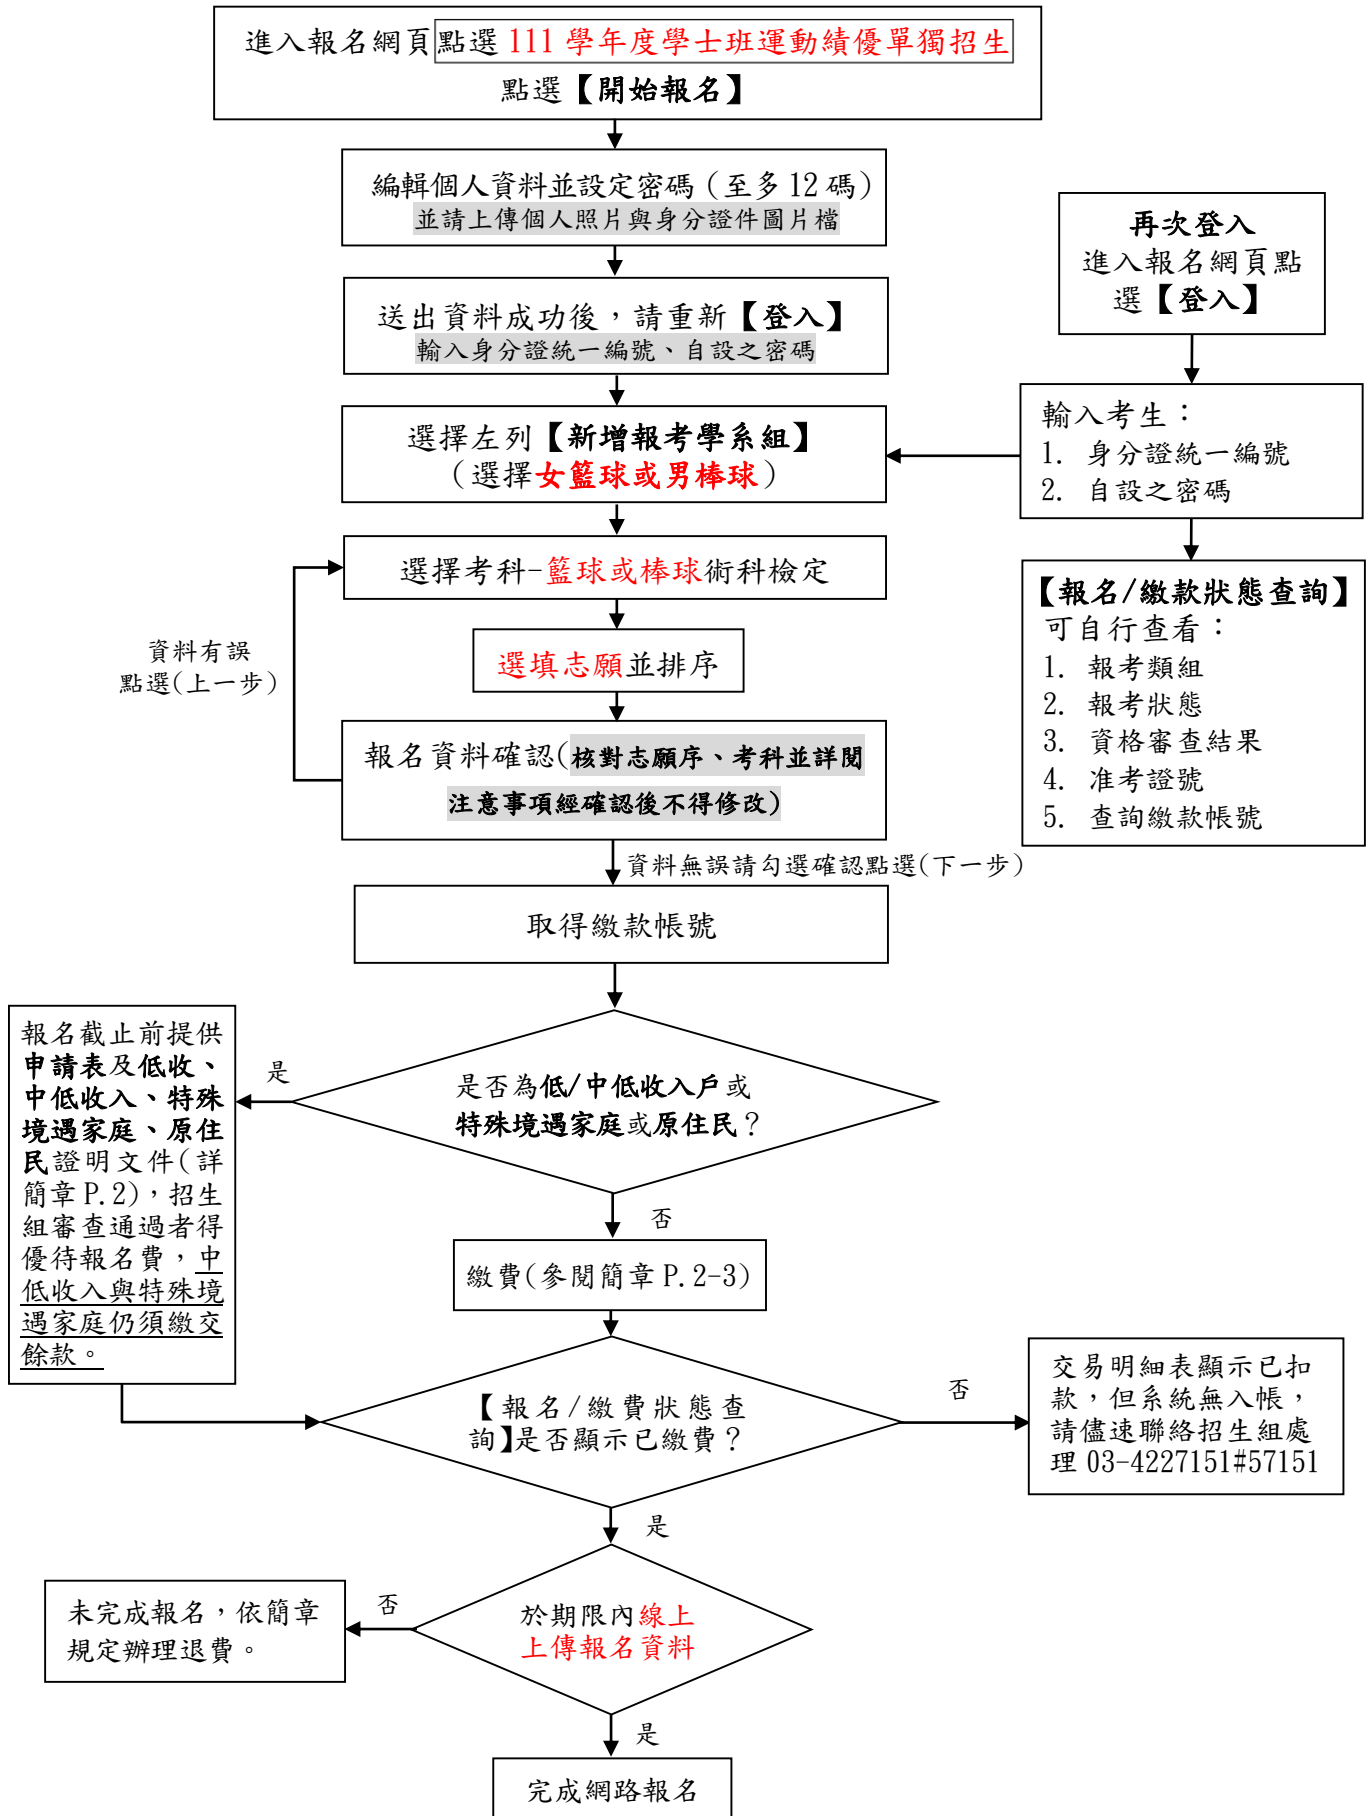 進入報名網頁點選 111 學年度學士班運動績優單獨招生
點選【開始報名】
編輯個人資料並設定密碼（至多 12 碼）
並請上傳個人照片與身分證件圖片檔
送出資料成功後，請重新【登入】
輸入身分證統一編號、自設之密碼
再次登入
進入報名網頁點
選【登入】
選擇左列【新增報考學系組】
（選擇女籃球或男棒球）
輸入考生：
1. 身分證統一編號
2. 自設之密碼
選擇考科-籃球或棒球術科檢定
選填志願並排序
資料有誤
點選(上一步)
報名資料確認(核對志願序、考科並詳閱
注意事項經確認後不得修改)
【報名/繳款狀態查詢】
可自行查看：
1. 報考類組
2. 報考狀態
3. 資格審查結果
4. 准考證號
5. 查詢繳款帳號
資料無誤請勾選確認點選(下一步)
取得繳款帳號
是否為低/中低收入戶或
特殊境遇家庭或原住民？
是
報名截止前提供
申請表及低收、
中低收入、特殊
境遇家庭、原住
民證明文件(詳
簡章 P.2)，招生
組審查通過者得
優待報名費，中
低收入與特殊境
遇家庭仍須繳交
餘款。
否
繳費(參閱簡章 P.2-3)
【報名/繳費狀態查
詢】是否顯示已繳費？
否
交易明細表顯示已扣
款，但系統無入帳，
請儘速聯絡招生組處
理 03-4227151#57151
是
於期限內線上
上傳報名資料
否
未完成報名，依簡章
規定辦理退費。
是
完成網路報名